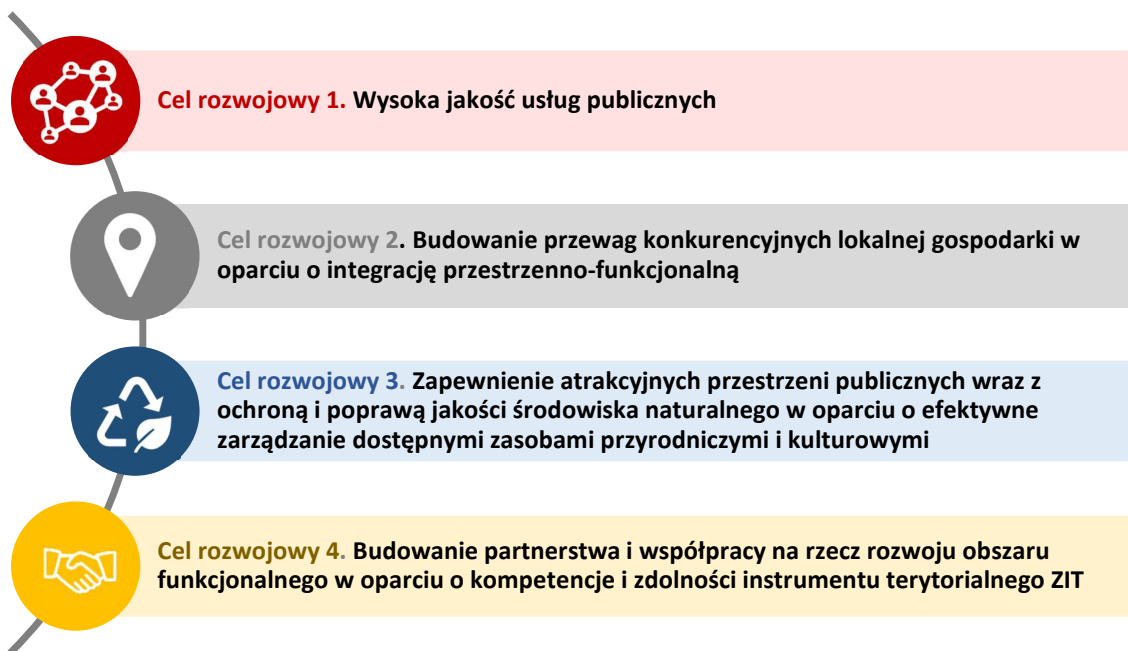 Cel rozwojowy 1. Wysoka jakość usług publicznych
Cel rozwojowy 2. Budowanie przewag konkurencyjnych lokalnej gospodarki w
oparciu o integrację przestrzenno-funkcjonalną
Cel rozwojowy 3. Zapewnienie atrakcyjnych przestrzeni publicznych wraz z
ochroną i poprawą jakości środowiska naturalnego w oparciu o efektywne
zarządzanie dostępnymi zasobami przyrodniczymi i kulturowymi
Cel rozwojowy 4. Budowanie partnerstwa i współpracy na rzecz rozwoju obszaru
funkcjonalnego w oparciu o kompetencje i zdolności instrumentu terytorialnego ZIT